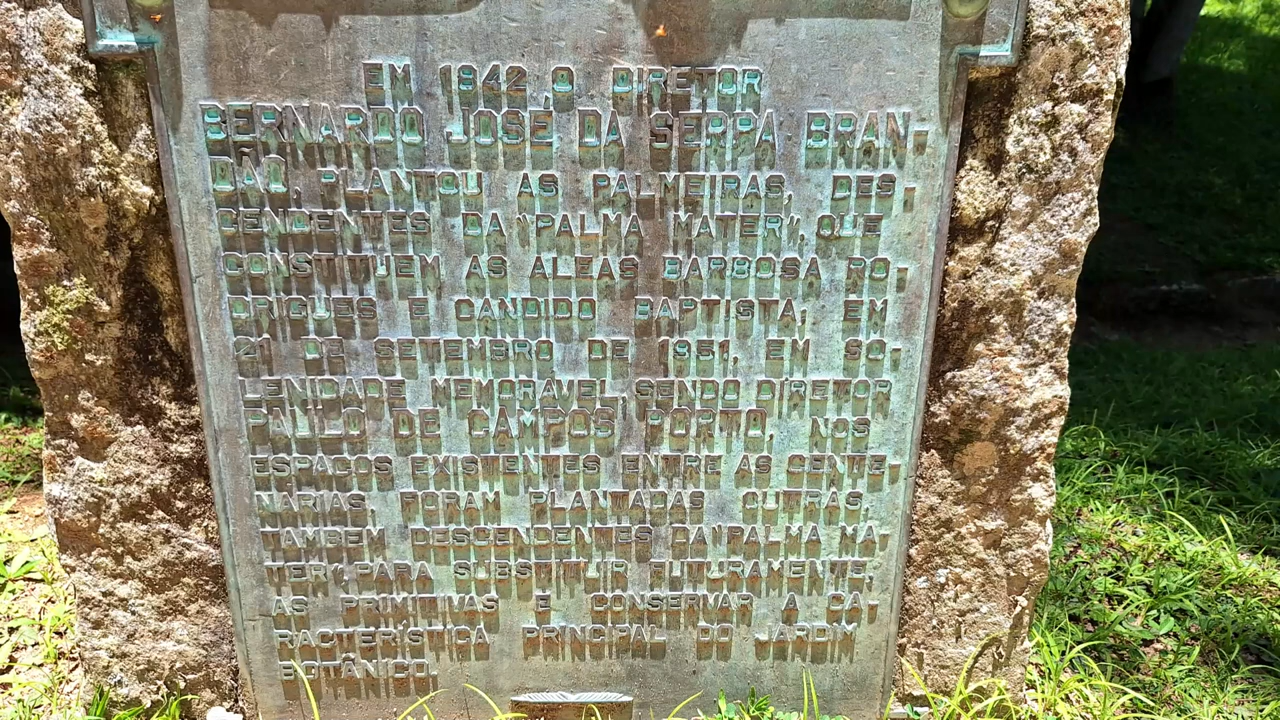 EM 1842, O DIRETOR
BERNARDO JOSE DA SERPA BRAN-
DÃO, PLANTOU AS PALMEIRAS, DES-
CENDENTES DA "PALMA MATER", QUE
CONSTITUEM AS ALEAS BARBOSA RO-
DRIGUES E CANDIDO BAPTISTA; EM
21 DE SETEMBRO DE 1951, EM SO-
LENIDADE MEMORAVEL, SENDO DIRETOR
PAULO DE CAMPOS PORTO, NOS
ESPAÇOS EXISTENTES ENTRE AS CENTE-
NARIAS, FORAM PLANTADAS OUTRAS,
TAMBEM DESCENDENTES DA "PALMA MA-
TER", PARA SUBSTITUIR FUTURAMENTE,
AS PRIMITIVAS E CONSERVAR A CA-
RACTERÍSTICA PRINCIPAL DO JARDIM
BOTÂNICO.